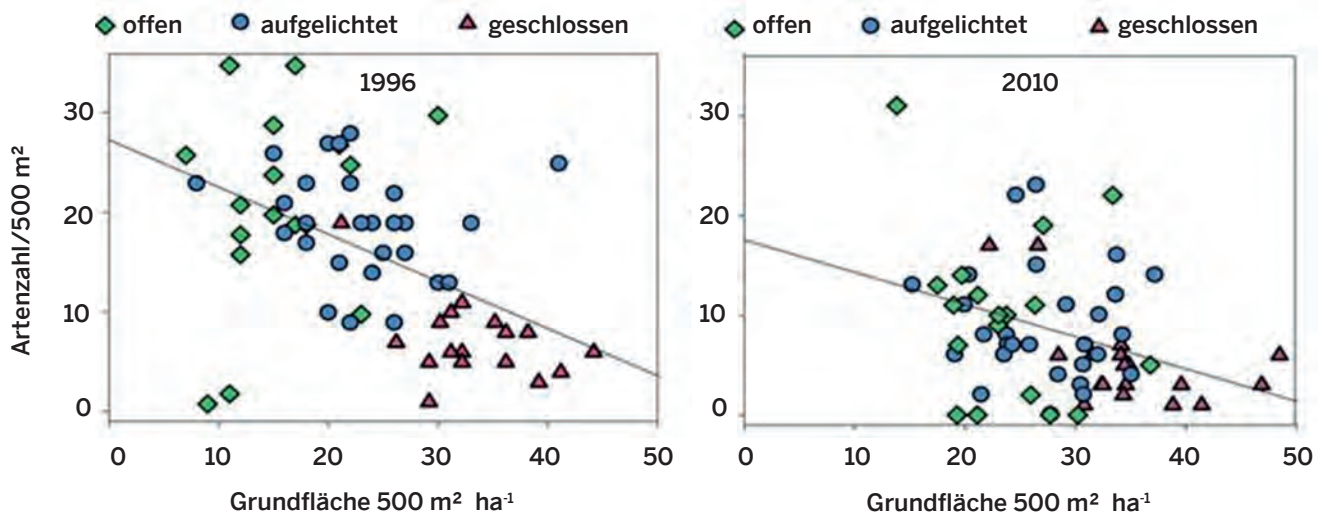 offen aufgelichtet geschlossen
1996
30
20
10
0
Artenzahl/500 m²
0 10 20 30 40 50
Grundfläche 500 m² ha⁻¹
offen aufgelichtet geschlossen
2010
30
20
10
0
0 10 20 30 40 50
Grundfläche 500 m² ha⁻¹